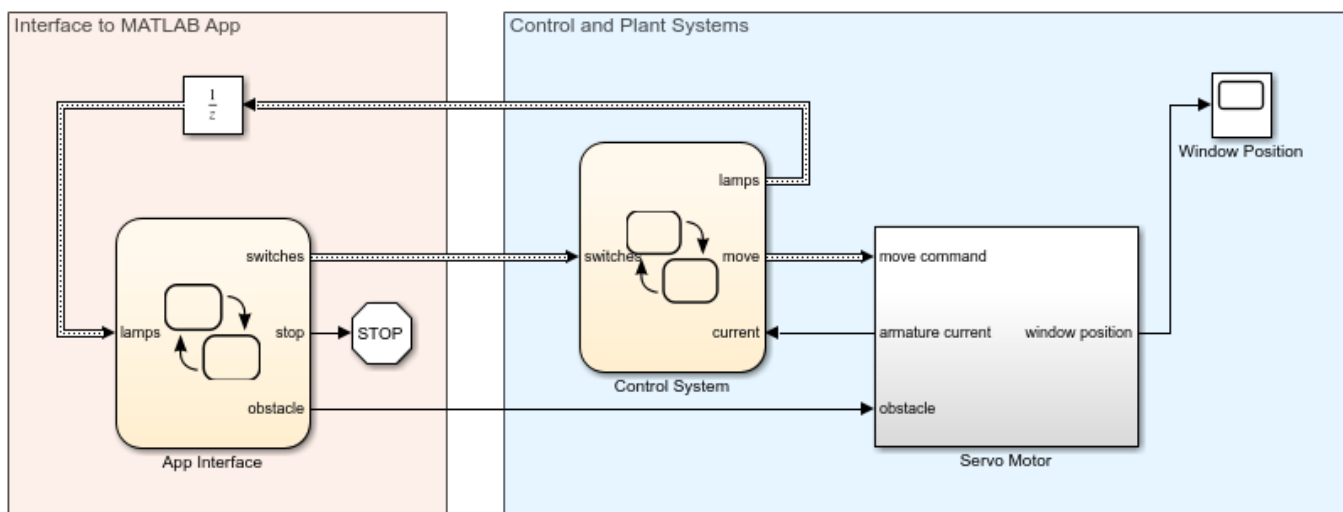 Interface to MATLAB App
Control and Plant Systems
1
z
Window Position
lamps
switches
switches
move
move command
lamps
stop
STOP
current
armature current
window position
Control System
obstacle
obstacle
App Interface
Servo Motor